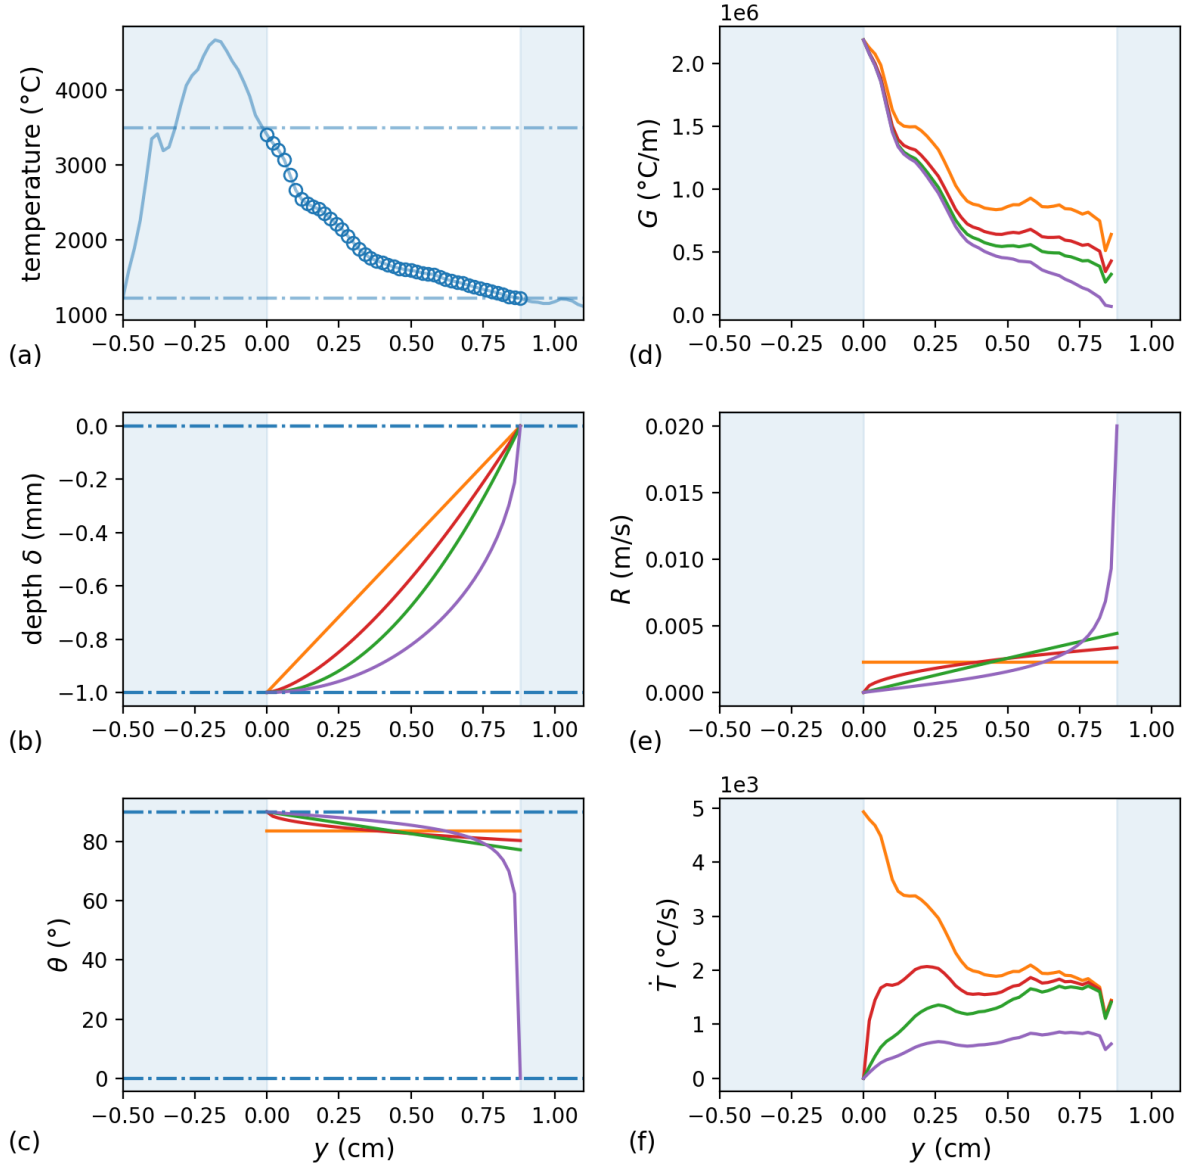 4000
3000
2000
1000
temperature (°C)
−0.50 −0.25 0.00 0.25 0.50 0.75 1.00
(a)
1e6
2.0
1.5
1.0
0.5
0.0
G (°C/m)
−0.50 −0.25 0.00 0.25 0.50 0.75 1.00
(d)
0.0
−0.2
−0.4
−0.6
−0.8
−1.0
depth δ (mm)
−0.50 −0.25 0.00 0.25 0.50 0.75 1.00
(b)
0.020
0.015
0.010
0.005
0.000
R (m/s)
−0.50 −0.25 0.00 0.25 0.50 0.75 1.00
(e)
80
60
40
20
0
θ (°)
−0.50 −0.25 0.00 0.25 0.50 0.75 1.00
(c)
y (cm)
1e3
5
4
3
2
1
0
Ṫ (°C/s)
−0.50 −0.25 0.00 0.25 0.50 0.75 1.00
(f)
y (cm)